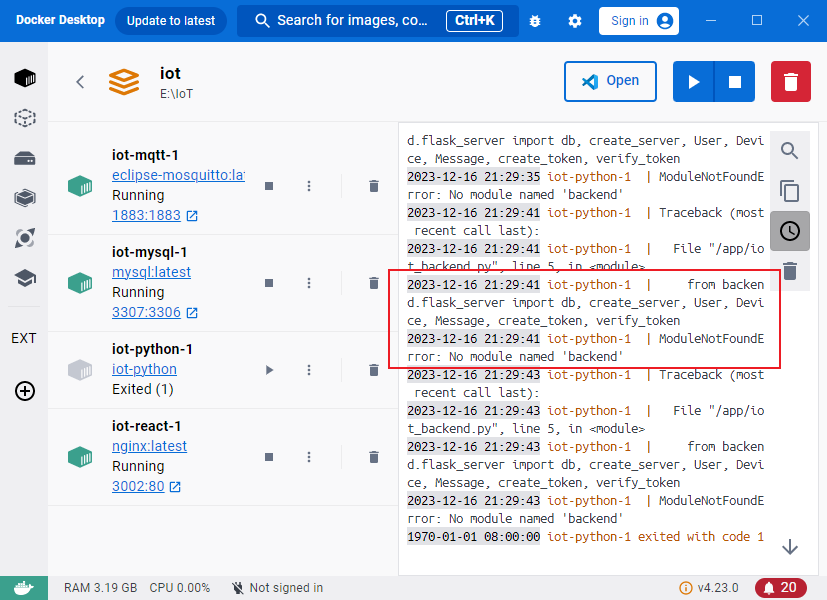 Docker Desktop
Update to latest
Search for images, co...
Ctrl+K
Sign in
iot
E:\IoT
Open
EXT
iot-mqtt-1
eclipse-mosquitto:la
Running
1883:1883
iot-mysql-1
mysql:latest
Running
3307:3306
iot-python-1
iot-python
Exited (1)
iot-react-1
nginx:latest
Running
3002:80
d.flask_server import db, create_server, User, Devi
ce, Message, create_token, verify_token
2023-12-16 21:29:35 iot-python-1 | ModuleNotFoundE
rror: No module named 'backend'
2023-12-16 21:29:41 iot-python-1 | Traceback (most
recent call last):
2023-12-16 21:29:41 iot-python-1 | File "/app/io
t_backend.py", line 5, in <module>
2023-12-16 21:29:41 iot-python-1 | from backen
d.flask_server import db, create_server, User, Devi
ce, Message, create_token, verify_token
2023-12-16 21:29:41 iot-python-1 | ModuleNotFoundE
rror: No module named 'backend'
2023-12-16 21:29:43 iot-python-1 | Traceback (most
recent call last):
2023-12-16 21:29:43 iot-python-1 | File "/app/io
t_backend.py", line 5, in <module>
2023-12-16 21:29:43 iot-python-1 | from backen
d.flask_server import db, create_server, User, Devi
ce, Message, create_token, verify_token
2023-12-16 21:29:43 iot-python-1 | ModuleNotFoundE
rror: No module named 'backend'
1970-01-01 08:00:00 iot-python-1 exited with code 1
RAM 3.19 GB CPU 0.00% Not signed in
v4.23.0
20